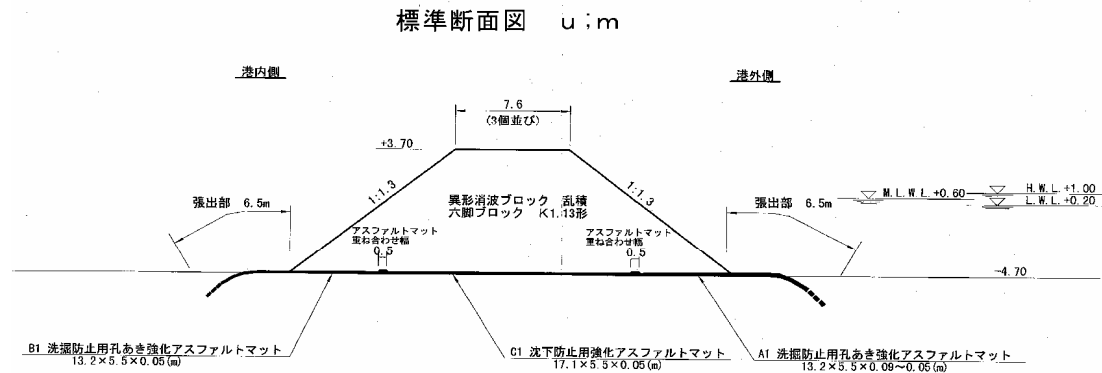 標準断面図　u;m
港内側
港外側
7.6
(3個並び)
+3.70
1:1.3
1:1.3
異形消波ブロック　乱積
六脚ブロック　K1.13形
M.L.W.L.+0.60
H.W.L.+1.00
L.W.L.+0.20
張出部　6.5m
張出部　6.5m
アスファルトマット
重ね合わせ幅
0.5
アスファルトマット
重ね合わせ幅
0.5
-4.70
B1 洗掘防止用孔あき強化アスファルトマット
13.2×5.5×0.05(m)
C1 沈下防止用強化アスファルトマット
17.1×5.5×0.05(m)
A1 洗掘防止用孔あき強化アスファルトマット
13.2×5.5×0.09~0.05(m)